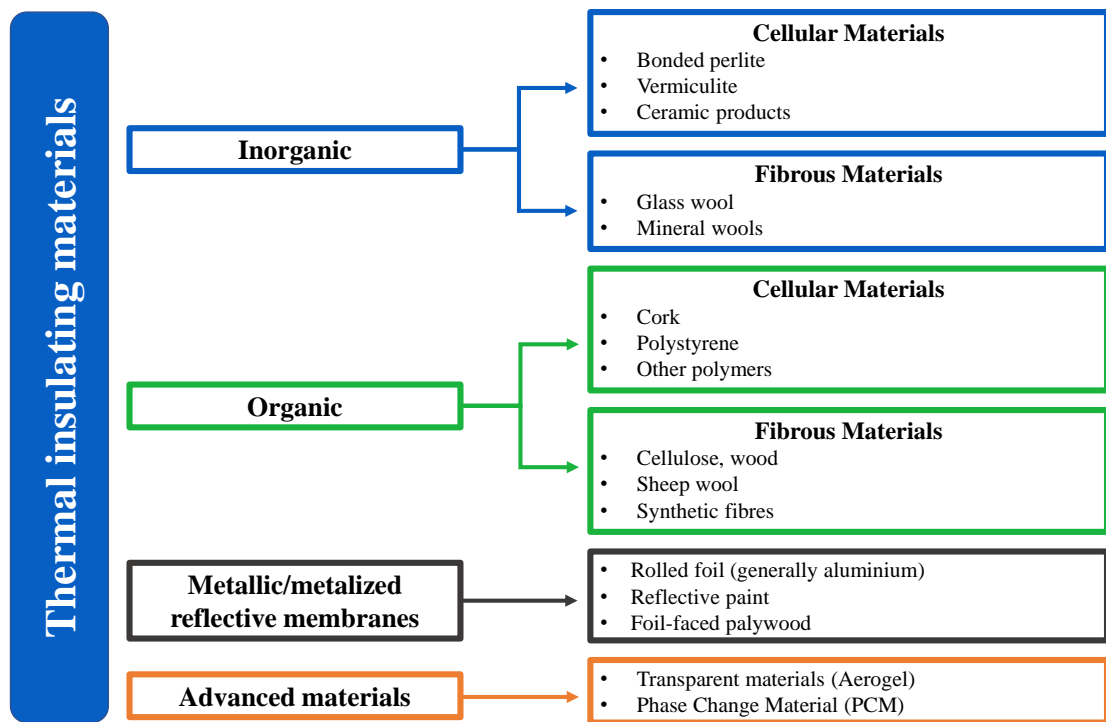 Thermal insulating materials
Inorganic
Cellular Materials
• Bonded perlite
• Vermiculite
• Ceramic products
Fibrous Materials
• Glass wool
• Mineral wools
Organic
Cellular Materials
• Cork
• Polystyrene
• Other polymers
Fibrous Materials
• Cellulose, wood
• Sheep wool
• Synthetic fibres
Metallic/metalized
reflective membranes
• Rolled foil (generally aluminium)
• Reflective paint
• Foil-faced palywood
Advanced materials
• Transparent materials (Aerogel)
• Phase Change Material (PCM)